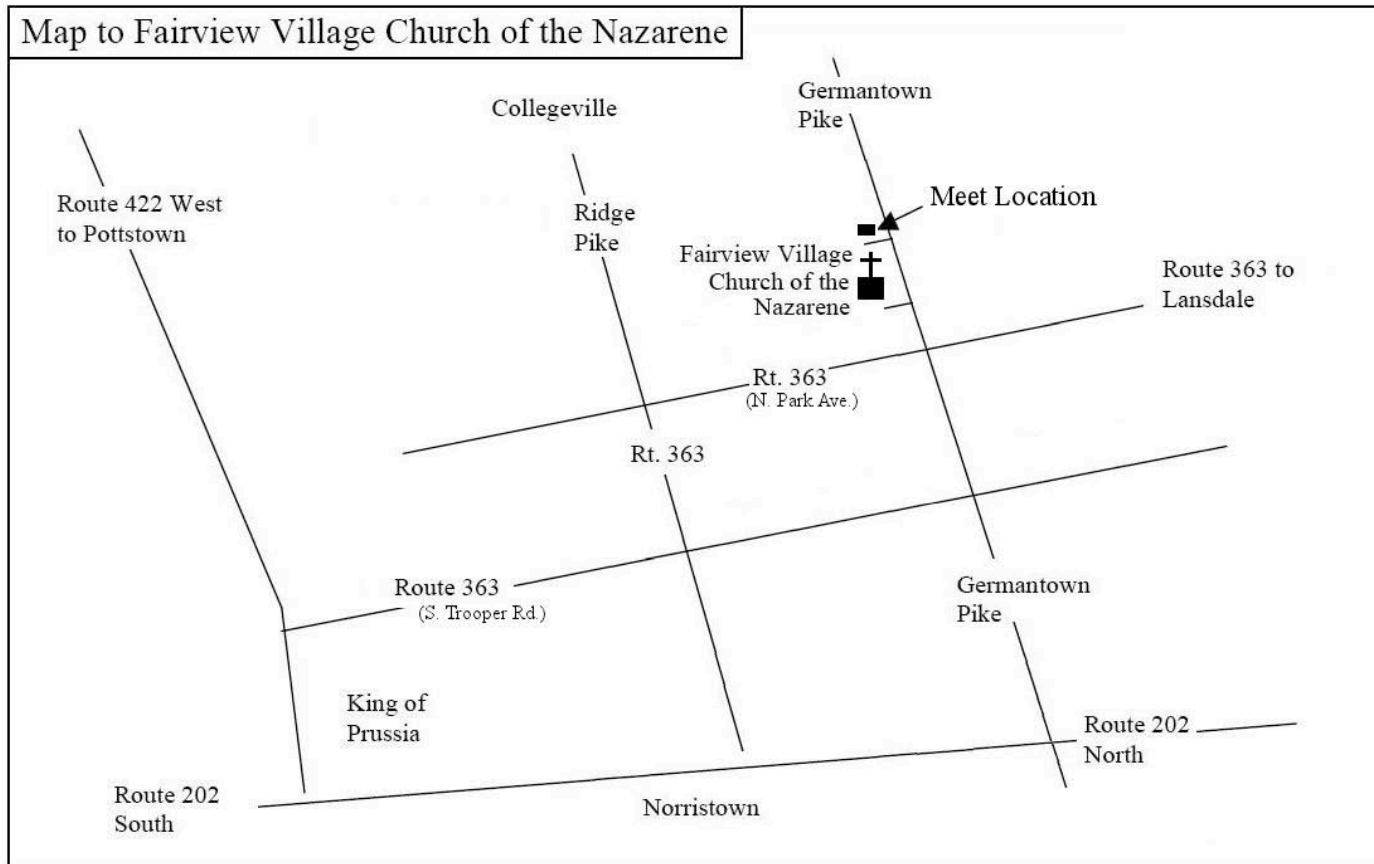 Map to Fairview Village Church of the Nazarene
Germantown
Pike
Collegeville
Meet Location
Route 422 West
to Pottstown
Ridge
Pike
Fairview Village
Church of the
Nazarene
Route 363 to
Lansdale
Rt. 363
(N. Park Ave.)
Rt. 363
Route 363
(S. Trooper Rd.)
Germantown
Pike
King of
Prussia
Route 202
North
Route 202
South
Norristown